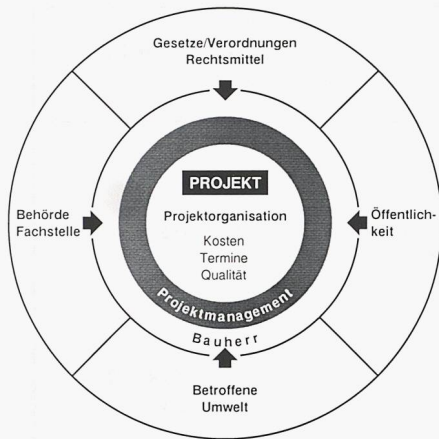 Gesetze/Verordnungen
Rechtsmittel
PROJEKT
Projektorganisation
Kosten
Termine
Qualität
Behörde
Fachstelle
Öffentlich-
keit
Projektmanagement
Bauherr
Betroffene
Umwelt